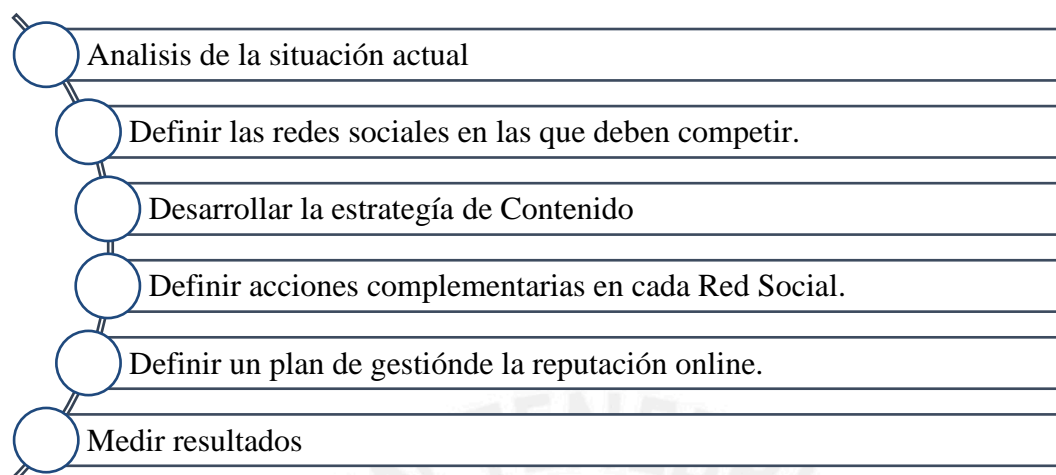 Analisis de la situación actual
Definir las redes sociales en las que deben competir.
Desarrollar la estrategía de Contenido
Definir acciones complementarias en cada Red Social.
Definir un plan de gestiónde la reputación online.
Medir resultados